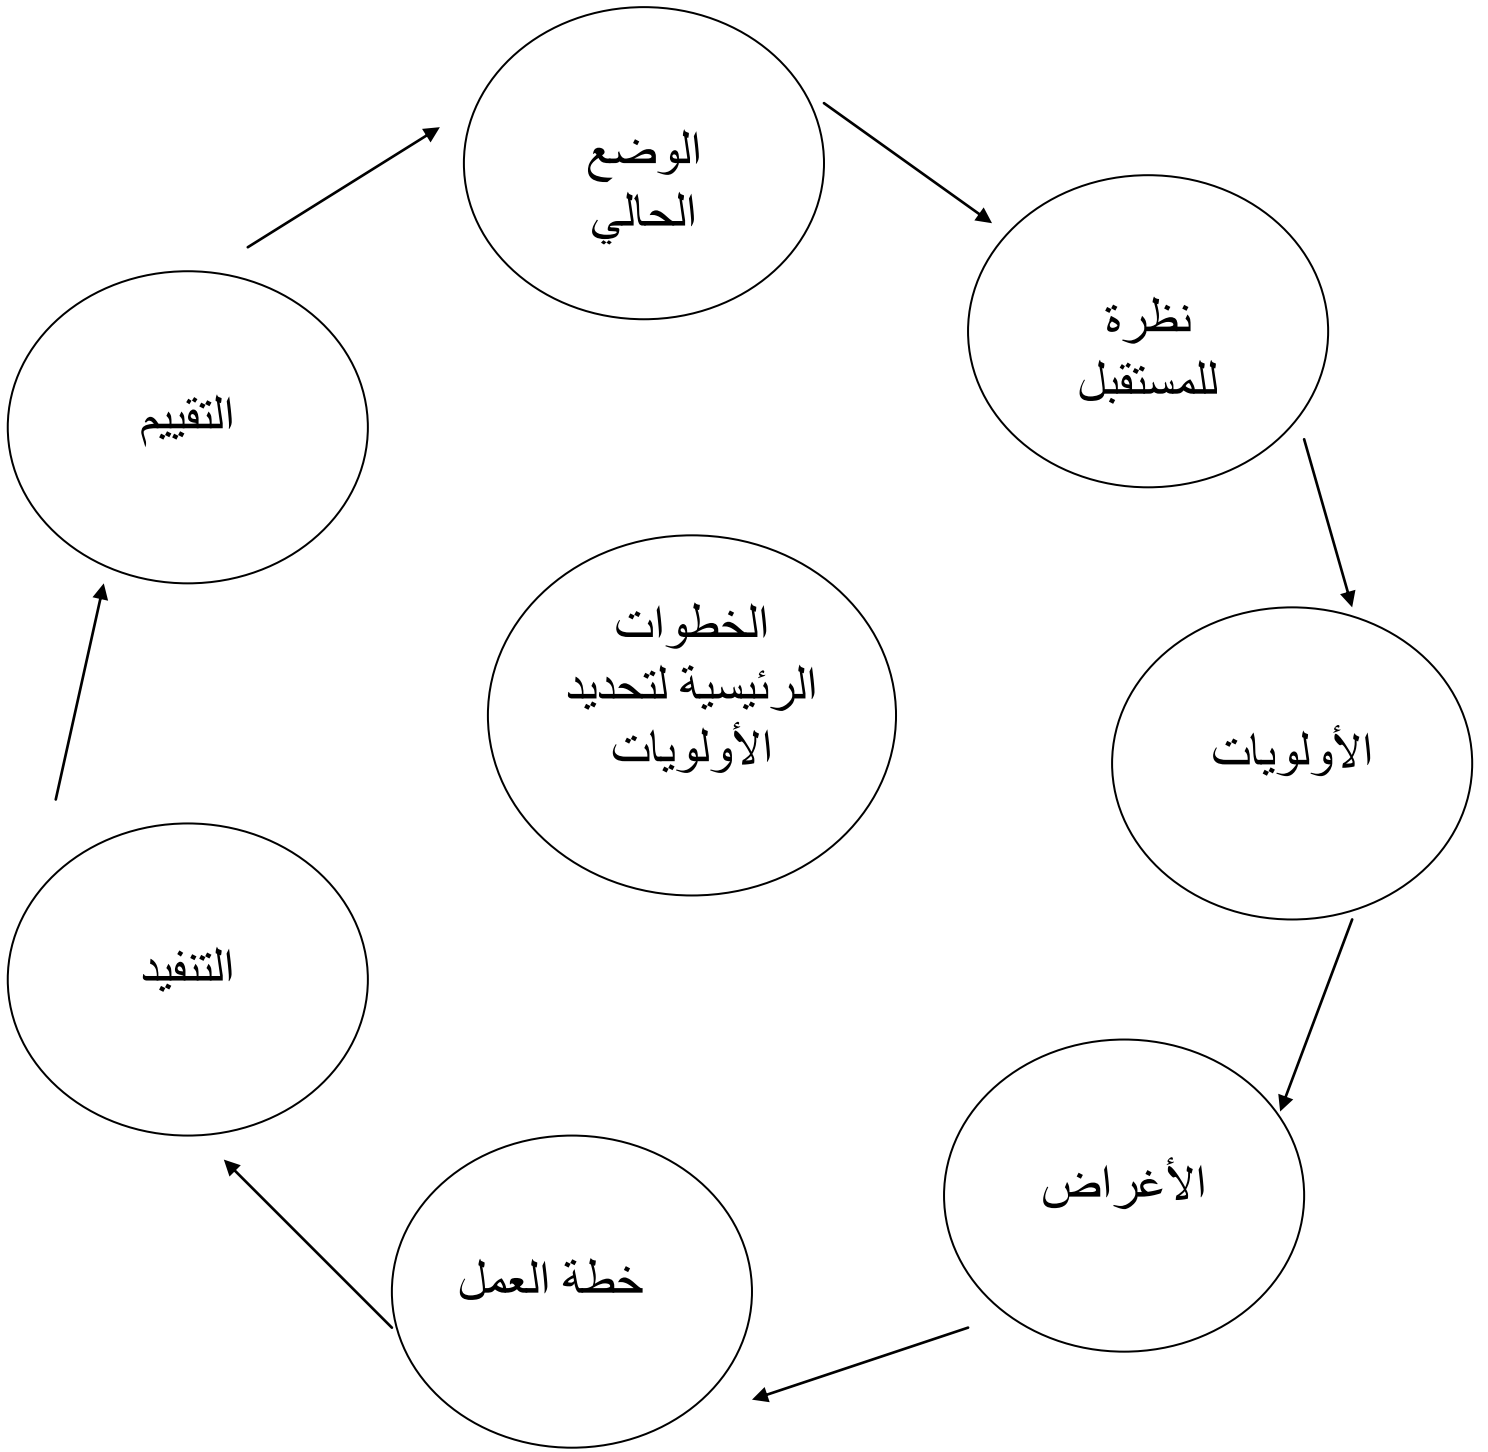 الوضع
الحالي
نظرة
للمستقبل
الأولويات
الأغراض
خطة العمل
التنفيد
التقييم
الخطوات
الرئيسية لتحديد
الأولويات